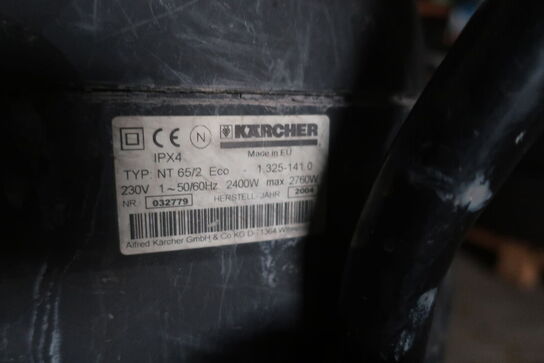 CE N KÄRCHER
IPX4 Made in EU
TYP: NT 65/2 Eco 1.325-141.0
230V 1~50/60Hz 2400W max 2760W
NR. 032779 HERSTELL-JAHR 2004
Alfred Kärcher GmbH & Co KG D-71364